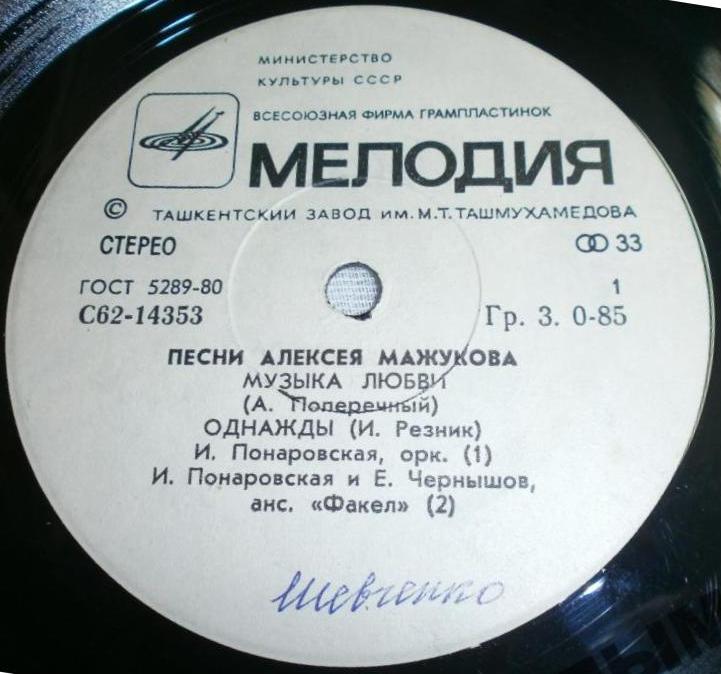 МИНИСТЕРСТВО
КУЛЬТУРЫ СССР
ВСЕСОЮЗНАЯ ФИРМА ГРАМПЛАСТИНОК
МЕЛОДИЯ
© ТАШКЕНТСКИЙ ЗАВОД ИМ. М.Т. ТАШМУХАМЕДОВА
СТЕРЕО 33
ГОСТ 5289-80 1
С62-14353 Гр. 3. 0-85
ПЕСНИ АЛЕКСЕЯ МАЖУКОВА
МУЗЫКА ЛЮБВИ
(А. Поперечный)
ОДНАЖДЫ (И. Резник)
И. Понаровская, орк. (1)
И. Понаровская и Е. Чернышов,
анс. «Факел» (2)
Шевченко